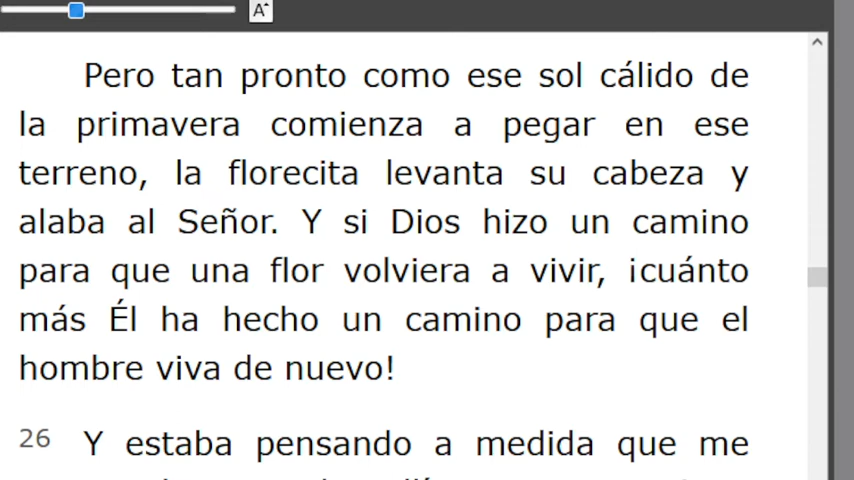 A
Pero tan pronto como ese sol cálido de
la primavera comienza a pegar en ese
terreno, la florecita levanta su cabeza y
alaba al Señor. Y si Dios hizo un camino
para que una flor volviera a vivir, ¡cuánto
más Él ha hecho un camino para que el
hombre viva de nuevo!
26 Y estaba pensando a medida que me